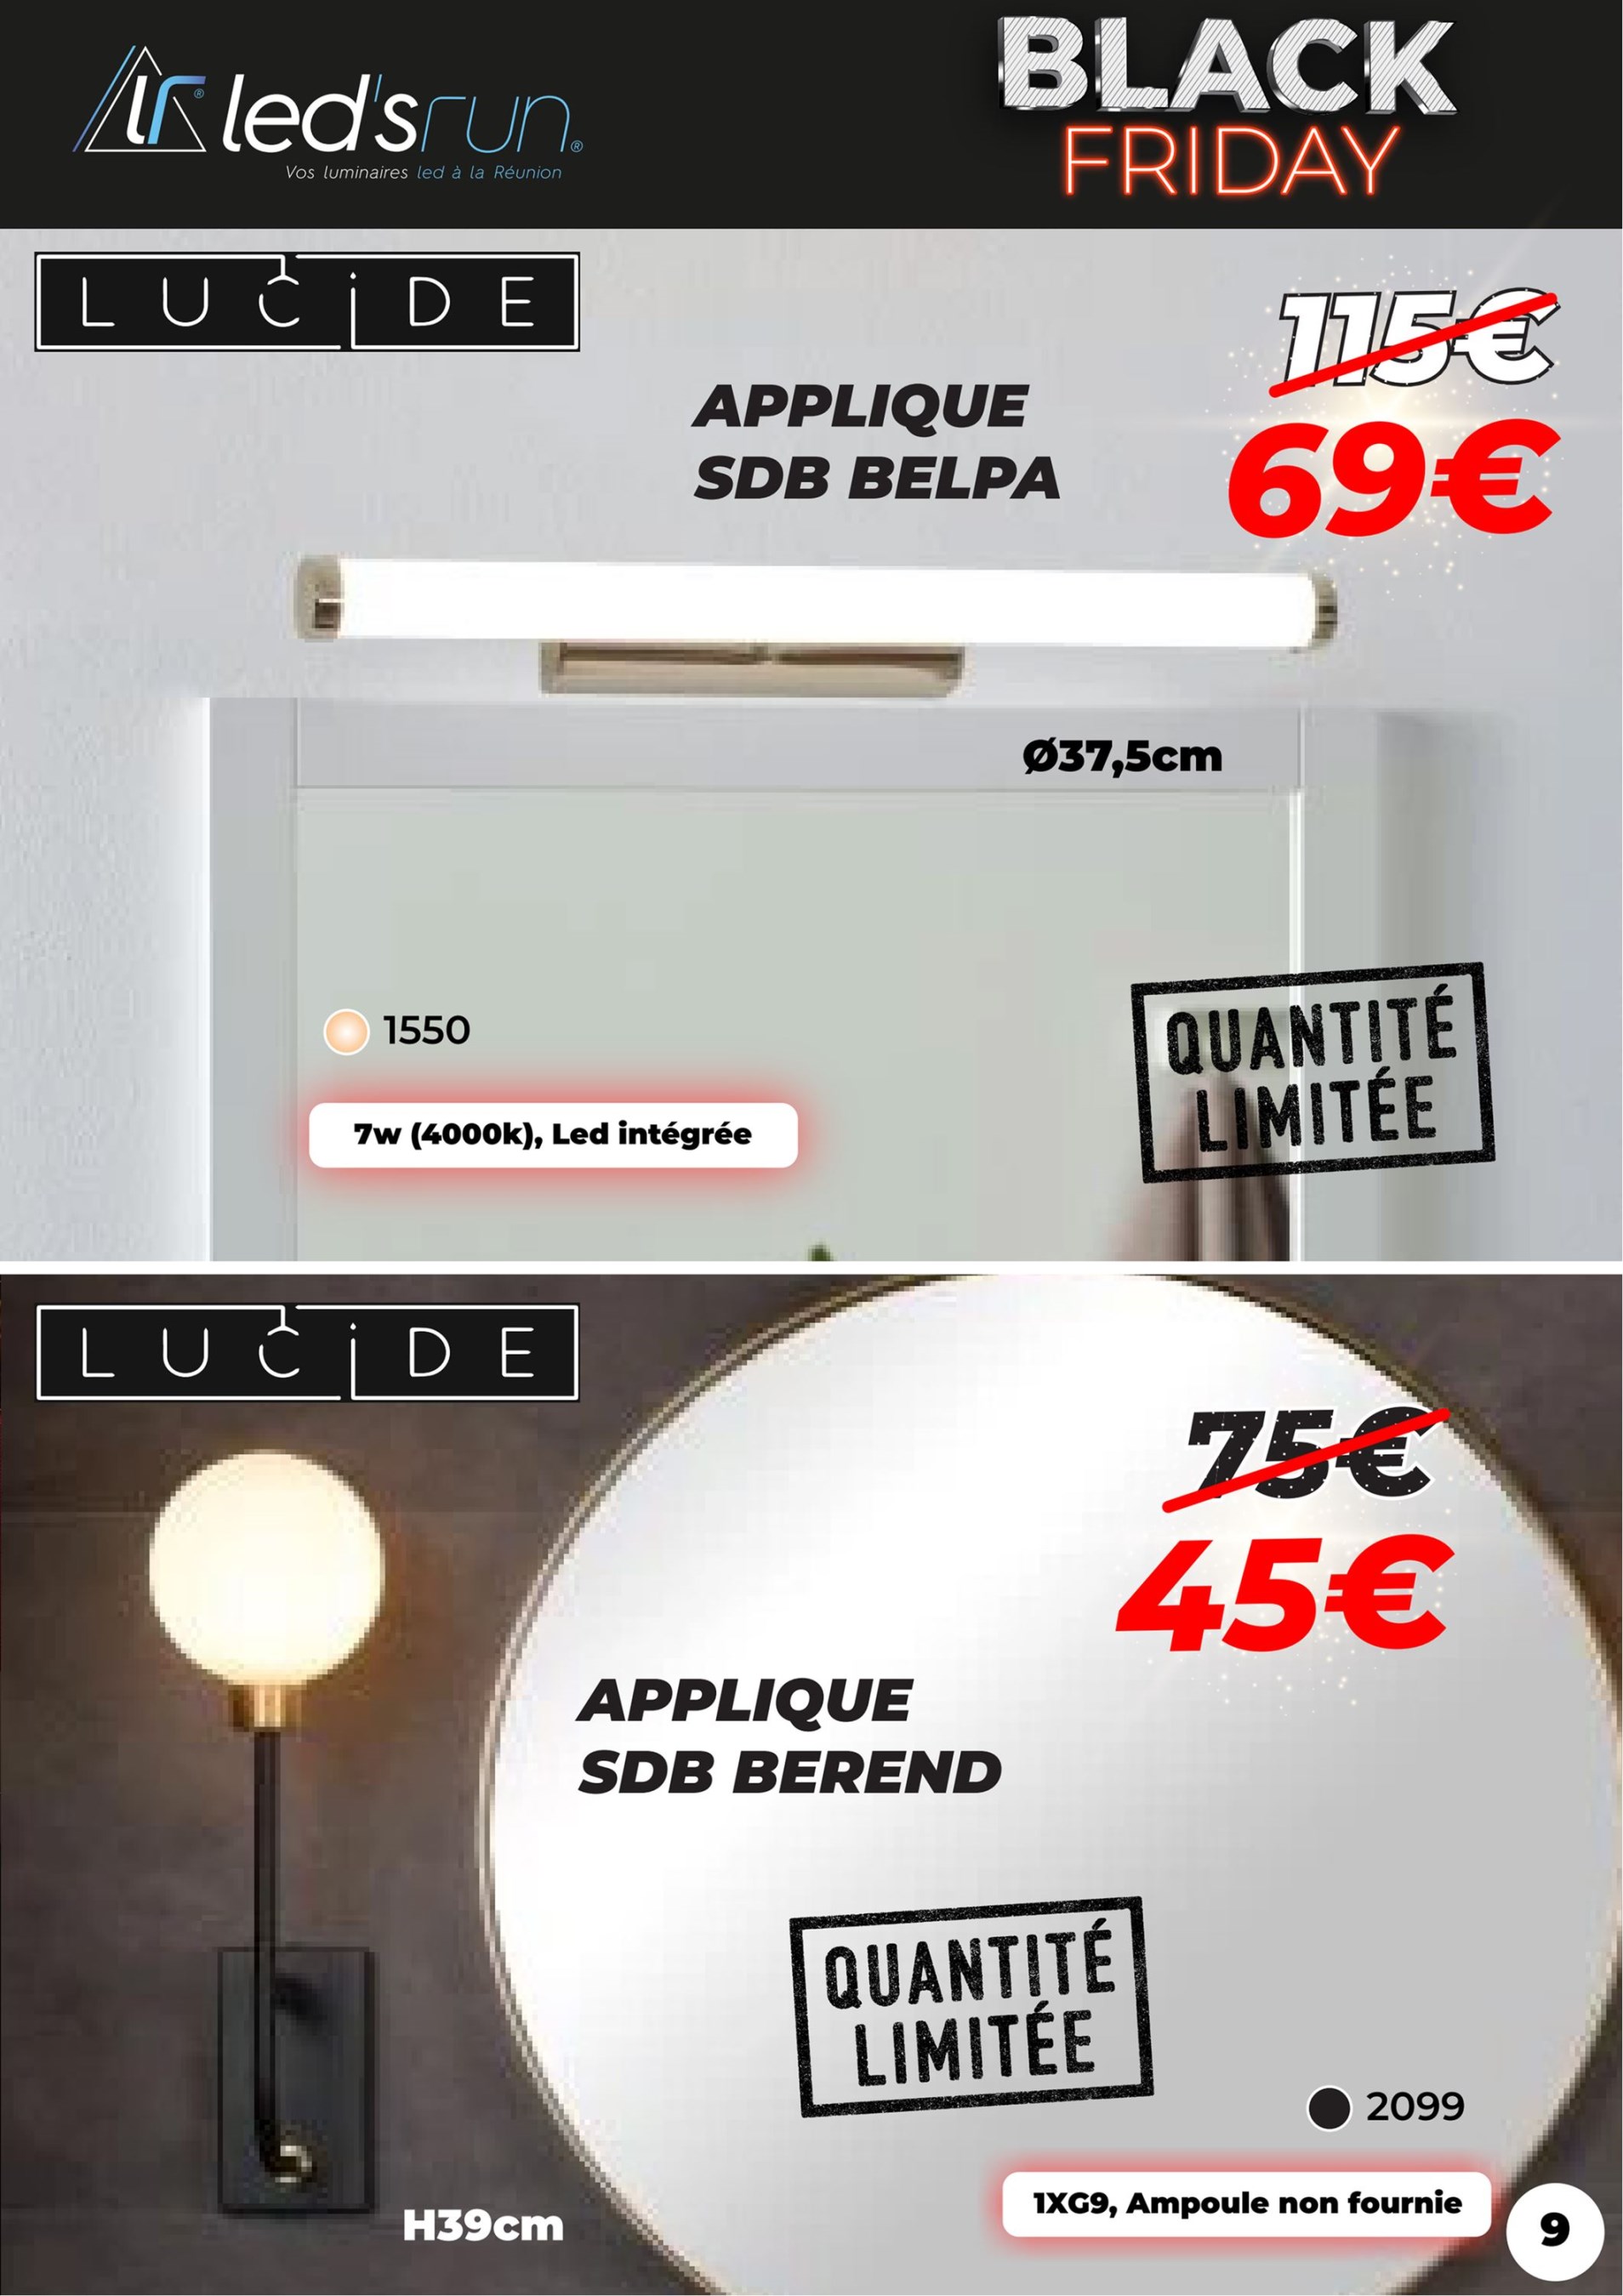 lr® led'srun®
Vos luminaires led à la Réunion
BLACK
FRIDAY
LUCiDE
115€
69€
APPLIQUE
SDB BELPA
Ø37,5cm
1550
7w (4000k), Led intégrée
QUANTITÉ
LIMITÉE
LUCiDE
75€
45€
APPLIQUE
SDB BEREND
QUANTITÉ
LIMITÉE
2099
1XG9, Ampoule non fournie
H39cm
9